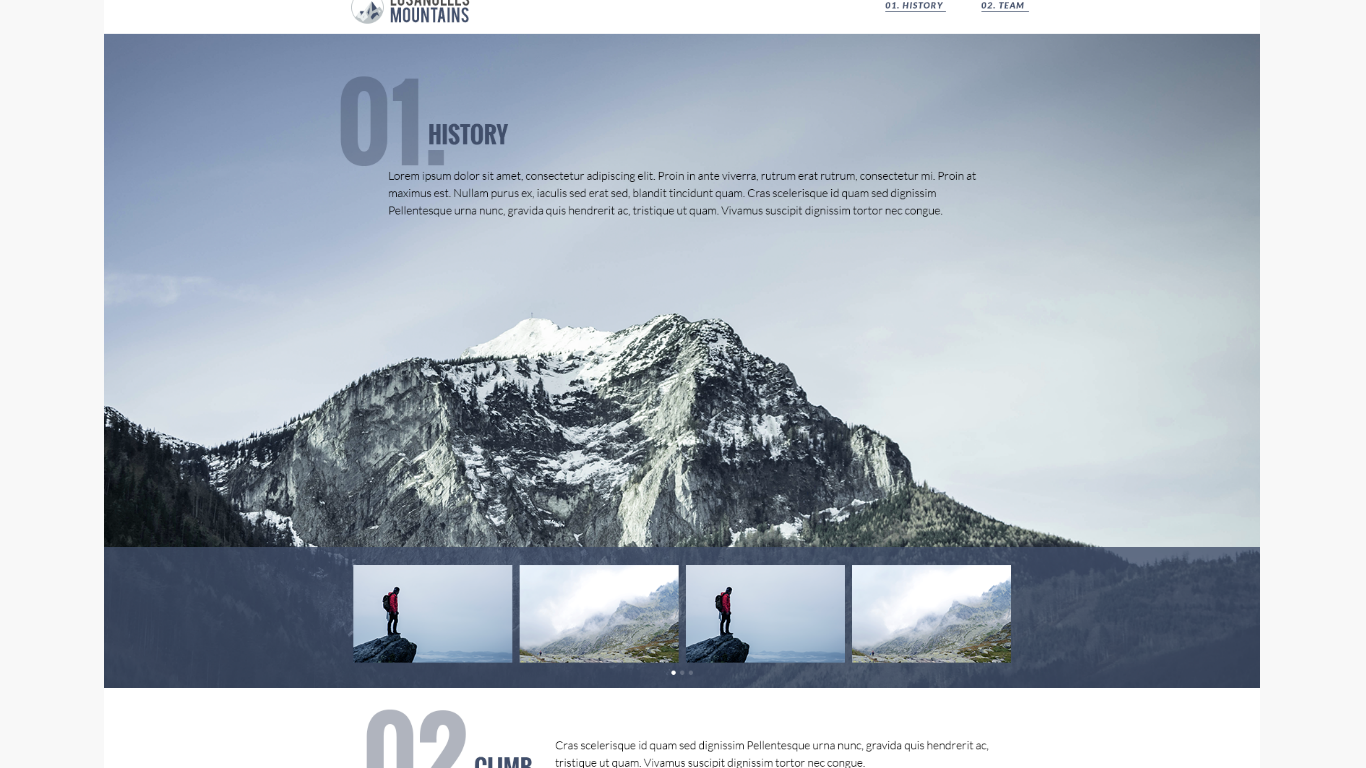 LOSANGELES
MOUNTAINS
01. HISTORY
02. TEAM
01.
HISTORY
Lorem ipsum dolor sit amet, consectetur adipiscing elit. Proin in ante viverra, rutrum erat rutrum, consectetur mi. Proin at
maximus est. Nullam purus ex, iaculis sed erat sed, blandit tincidunt quam. Cras scelerisque id quam sed dignissim
Pellentesque urna nunc, gravida quis hendrerit ac, tristique ut quam. Vivamus suscipit dignissim tortor nec congue.
02
CLIMB
Cras scelerisque id quam sed dignissim Pellentesque urna nunc, gravida quis hendrerit ac,
tristique ut quam. Vivamus suscipit dignissim tortor nec congue.